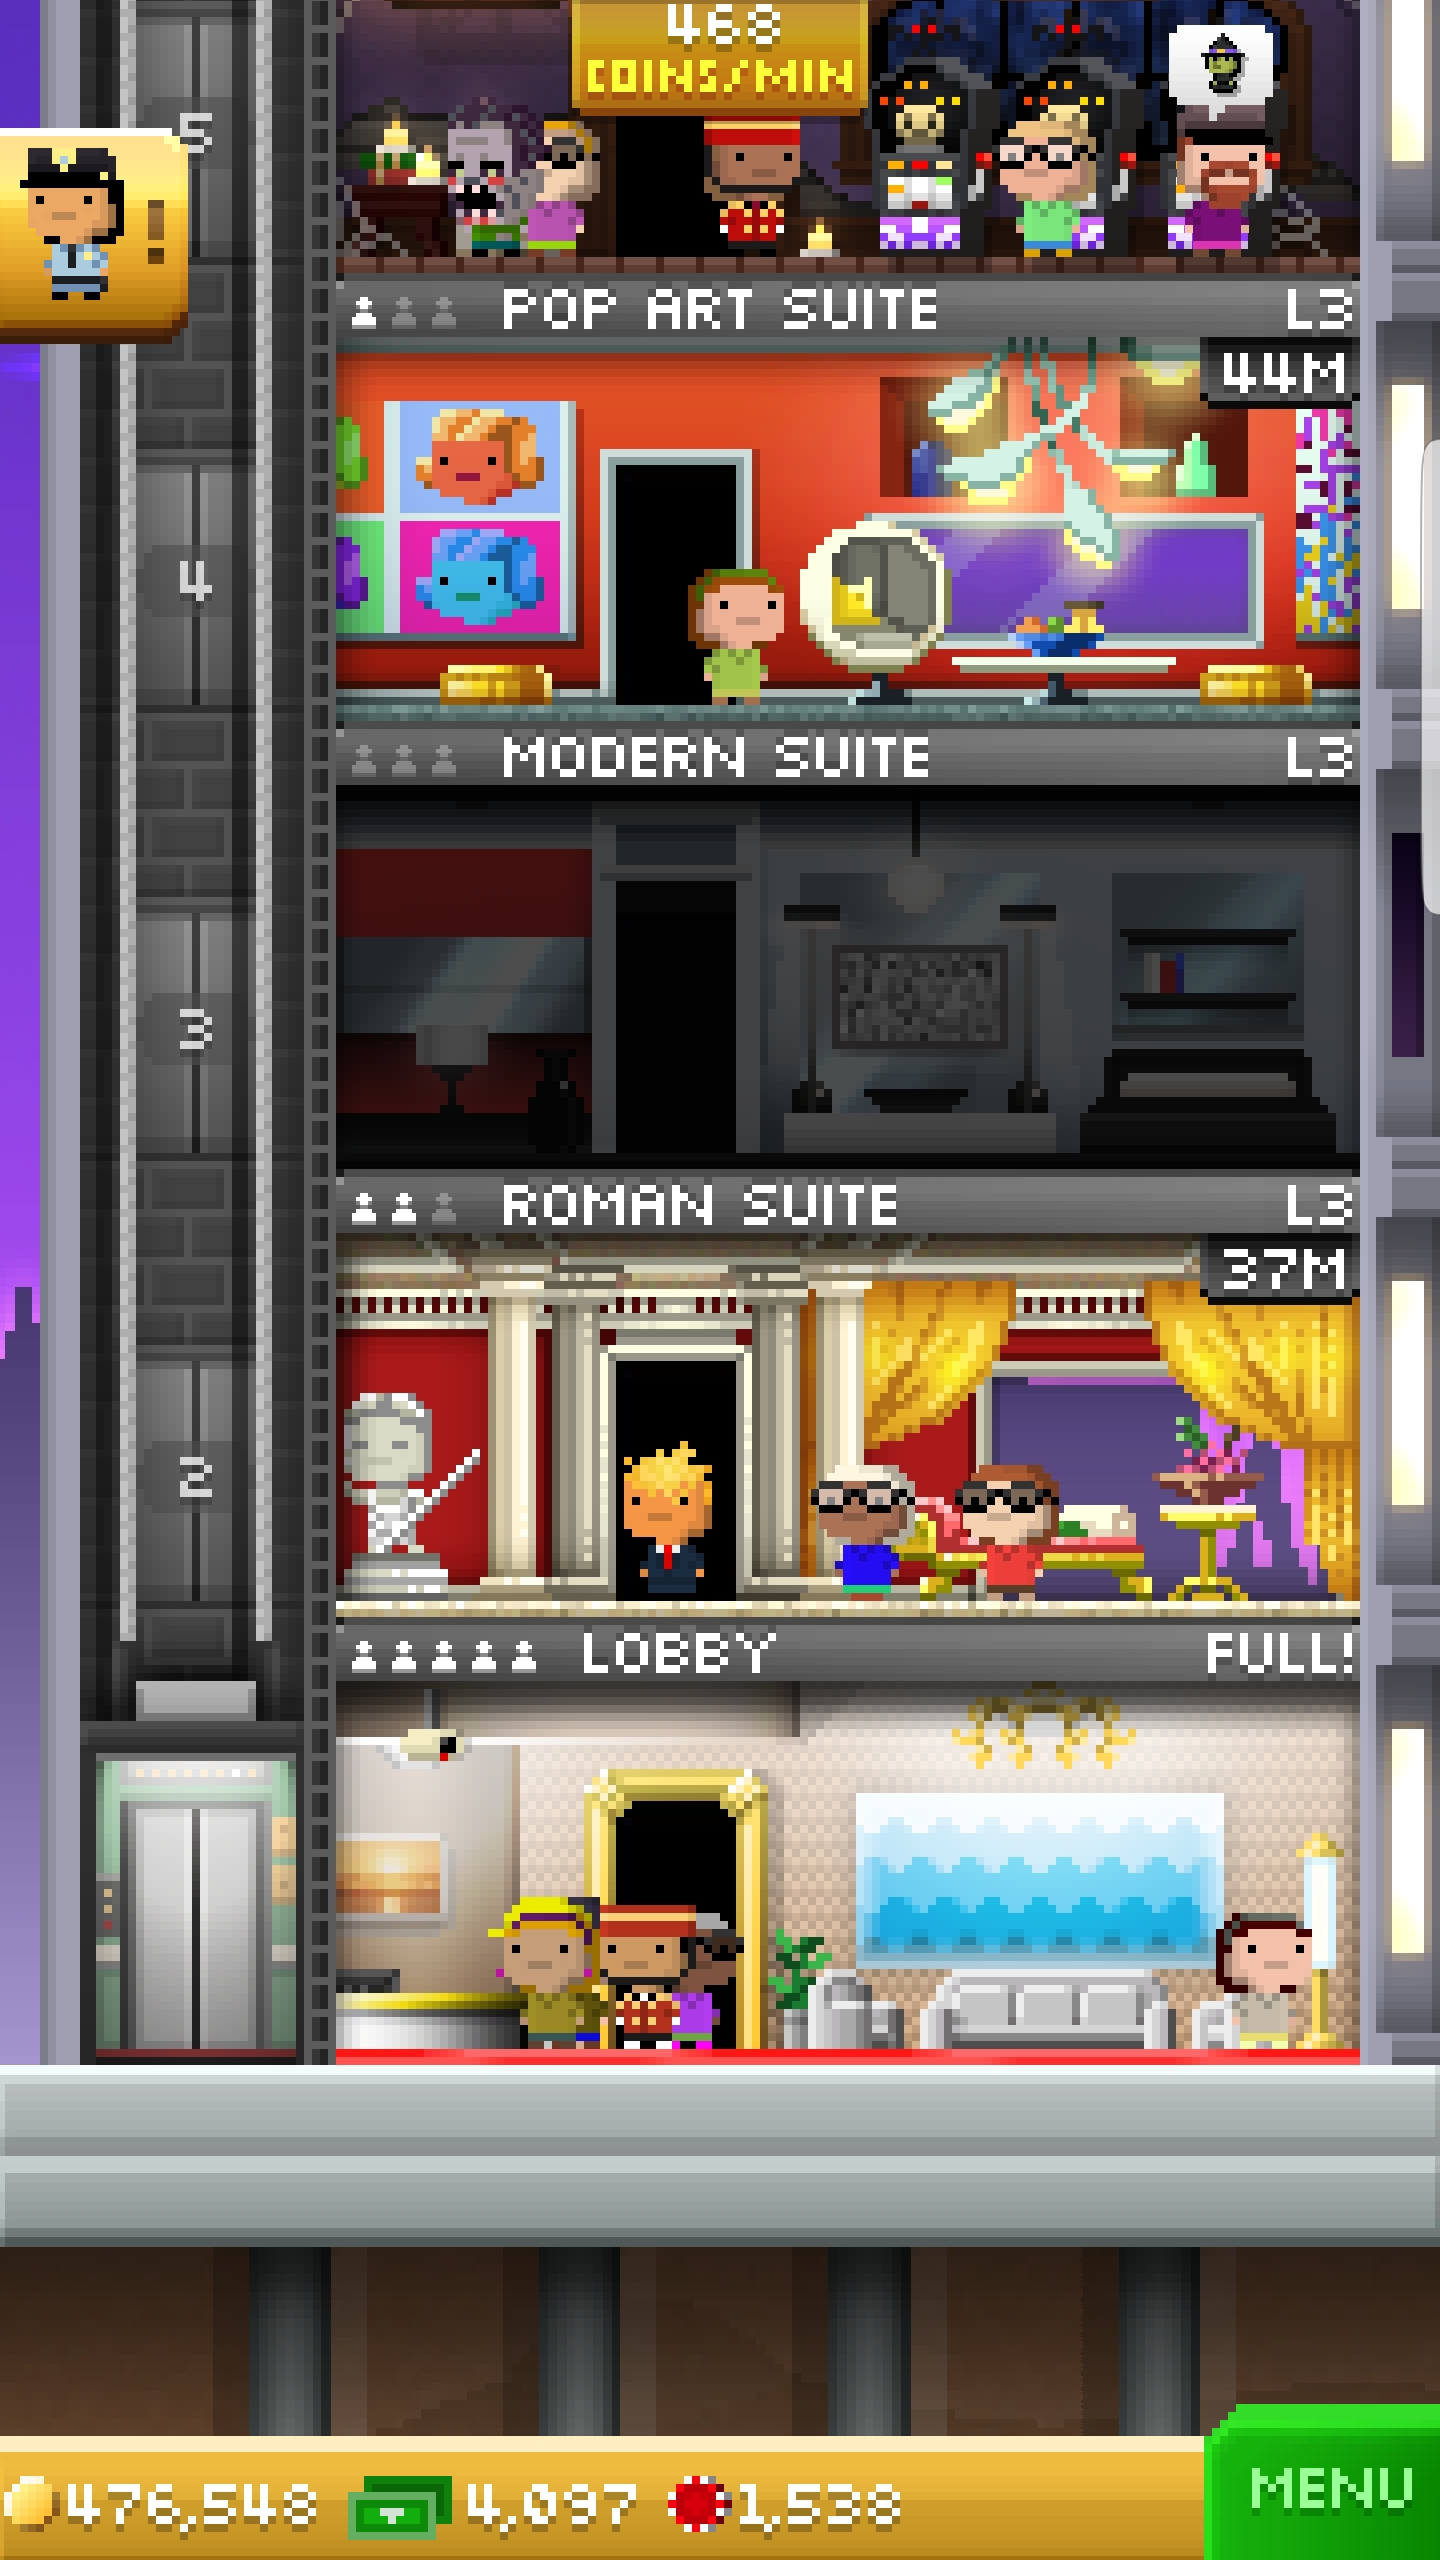 468
COINS/MIN
5
!
POP ART SUITE L3
44M
4
MODERN SUITE L3
3
ROMAN SUITE L3
37M
2
LOBBY FULL!
476,548 4,097 1,538
MENU